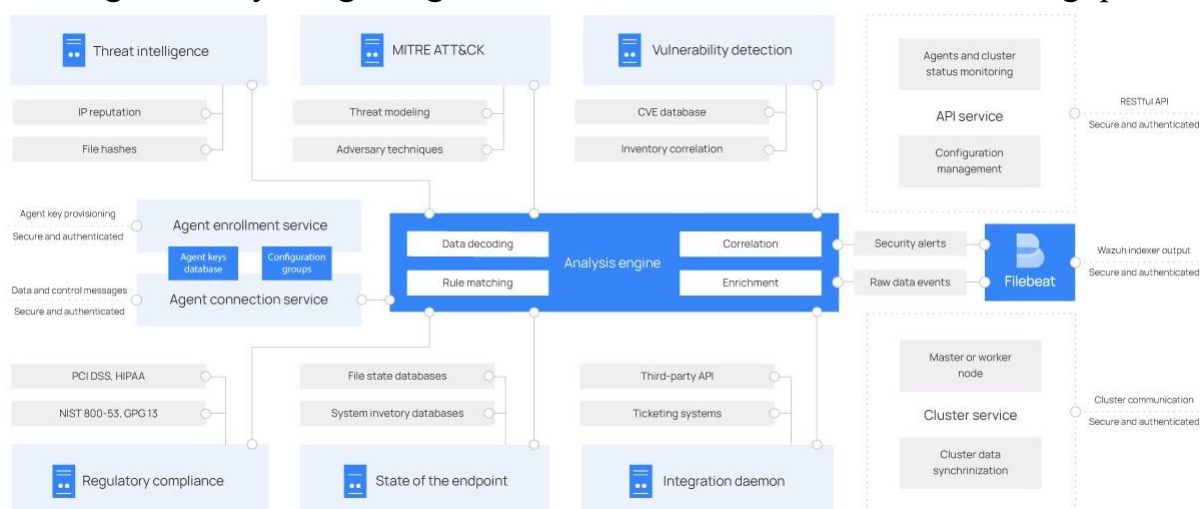 Threat intelligence
MITRE ATT&CK
Vulnerability detection
IP reputation
File hashes
Threat modeling
Adversary techniques
CVE database
Inventory correlation
Agents and cluster
status monitoring
API service
Configuration
management
RESTful API
Secure and authenticated
Agent key provisioning
Secure and authenticated
Agent enrollment service
Agent keys
database
Configuration
groups
Data and control messages
Secure and authenticated
Agent connection service
Data decoding
Rule matching
Analysis engine
Correlation
Enrichment
Security alerts
Raw data events
Filebeat
Wazuh indexer output
Secure and authenticated
PCI DSS, HIPAA
NIST 800-53, GPG 13
File state databases
System invetory databases
Third-party API
Ticketing systems
Regulatory compliance
State of the endpoint
Integration daemon
Master or worker
node
Cluster service
Cluster data
synchrinization
Cluster communication
Secure and authenticated